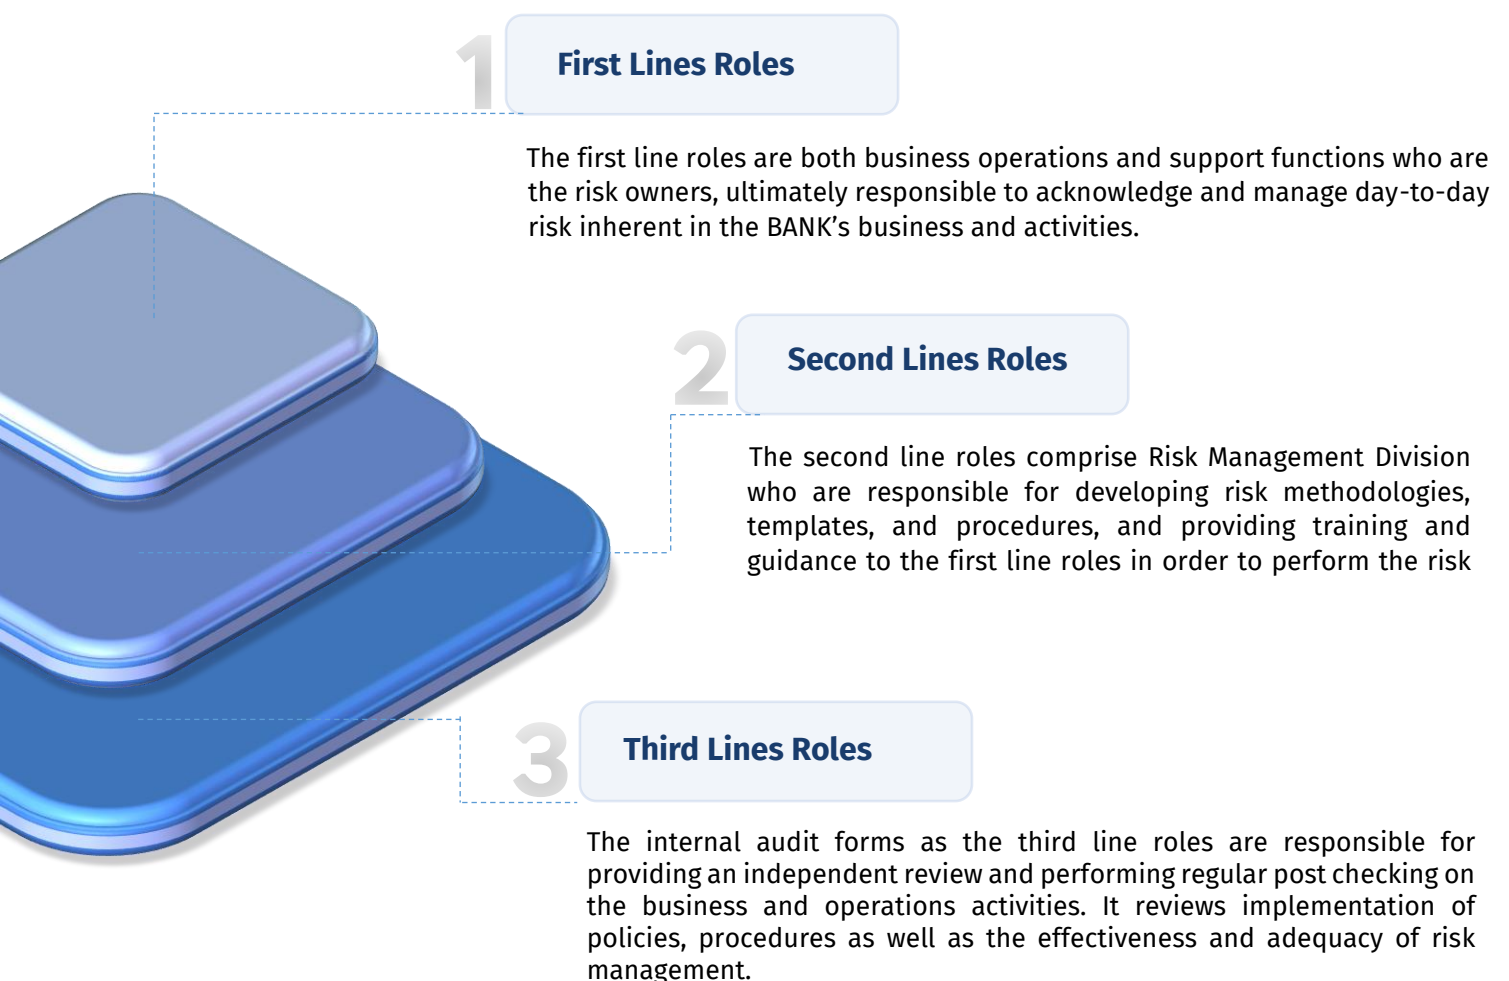 1
First Lines Roles
The first line roles are both business operations and support functions who are
the risk owners, ultimately responsible to acknowledge and manage day-to-day
risk inherent in the BANK’s business and activities.
2
Second Lines Roles
The second line roles comprise Risk Management Division
who are responsible for developing risk methodologies,
templates, and procedures, and providing training and
guidance to the first line roles in order to perform the risk
3
Third Lines Roles
The internal audit forms as the third line roles are responsible for
providing an independent review and performing regular post checking on
the business and operations activities. It reviews implementation of
policies, procedures as well as the effectiveness and adequacy of risk
management.